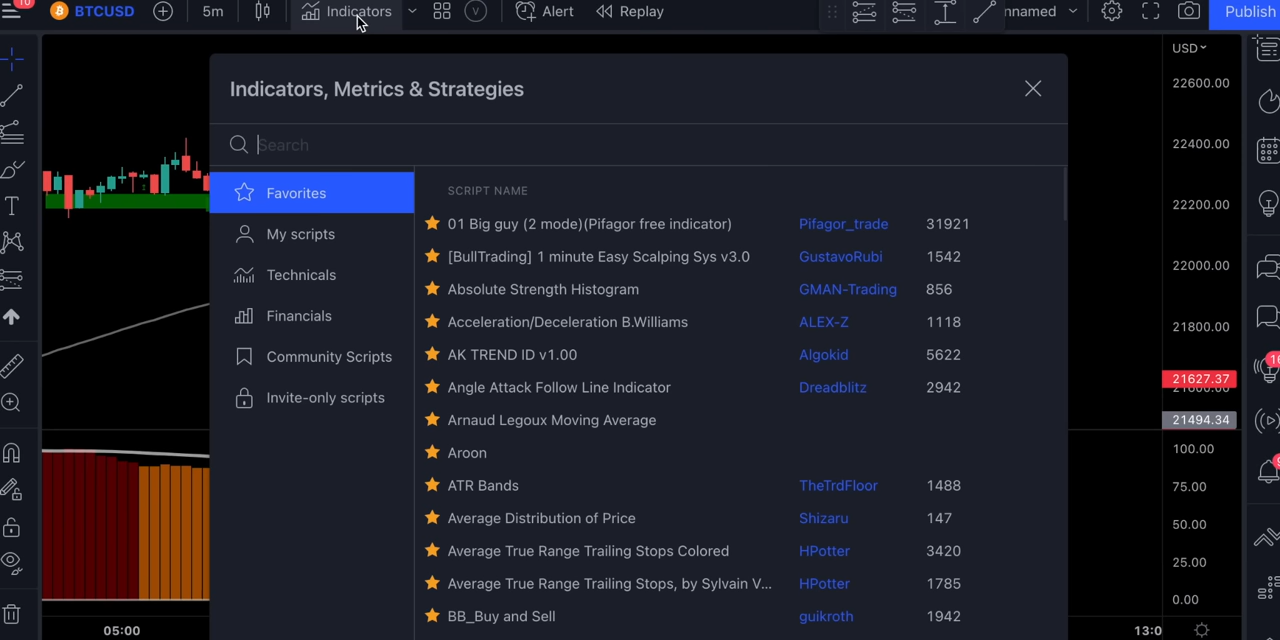 10
BTCUSD
5m
Indicators
Alert
Replay
nnamed
Publish
USD
Indicators, Metrics & Strategies
Search
Favorites
My scripts
Technicals
Financials
Community Scripts
Invite-only scripts
SCRIPT NAME
01 Big guy (2 mode)(Pifagor free indicator) Pifagor_trade 31921
[BullTrading] 1 minute Easy Scalping Sys v3.0 GustavoRubi 1542
Absolute Strength Histogram GMAN-Trading 856
Acceleration/Deceleration B.Williams ALEX-Z 1118
AK TREND ID v1.00 Algokid 5622
Angle Attack Follow Line Indicator Dreadblitz 2942
Arnaud Legoux Moving Average
Aroon
ATR Bands TheTrdFloor 1488
Average Distribution of Price Shizaru 147
Average True Range Trailing Stops Colored HPotter 3420
Average True Range Trailing Stops, by Sylvain V... HPotter 1785
BB_Buy and Sell guikroth 1942
22600.00
22400.00
22200.00
22000.00
21800.00
21627.37
21600.00
21494.34
100.00
75.00
50.00
25.00
0.00
05:00
13:0